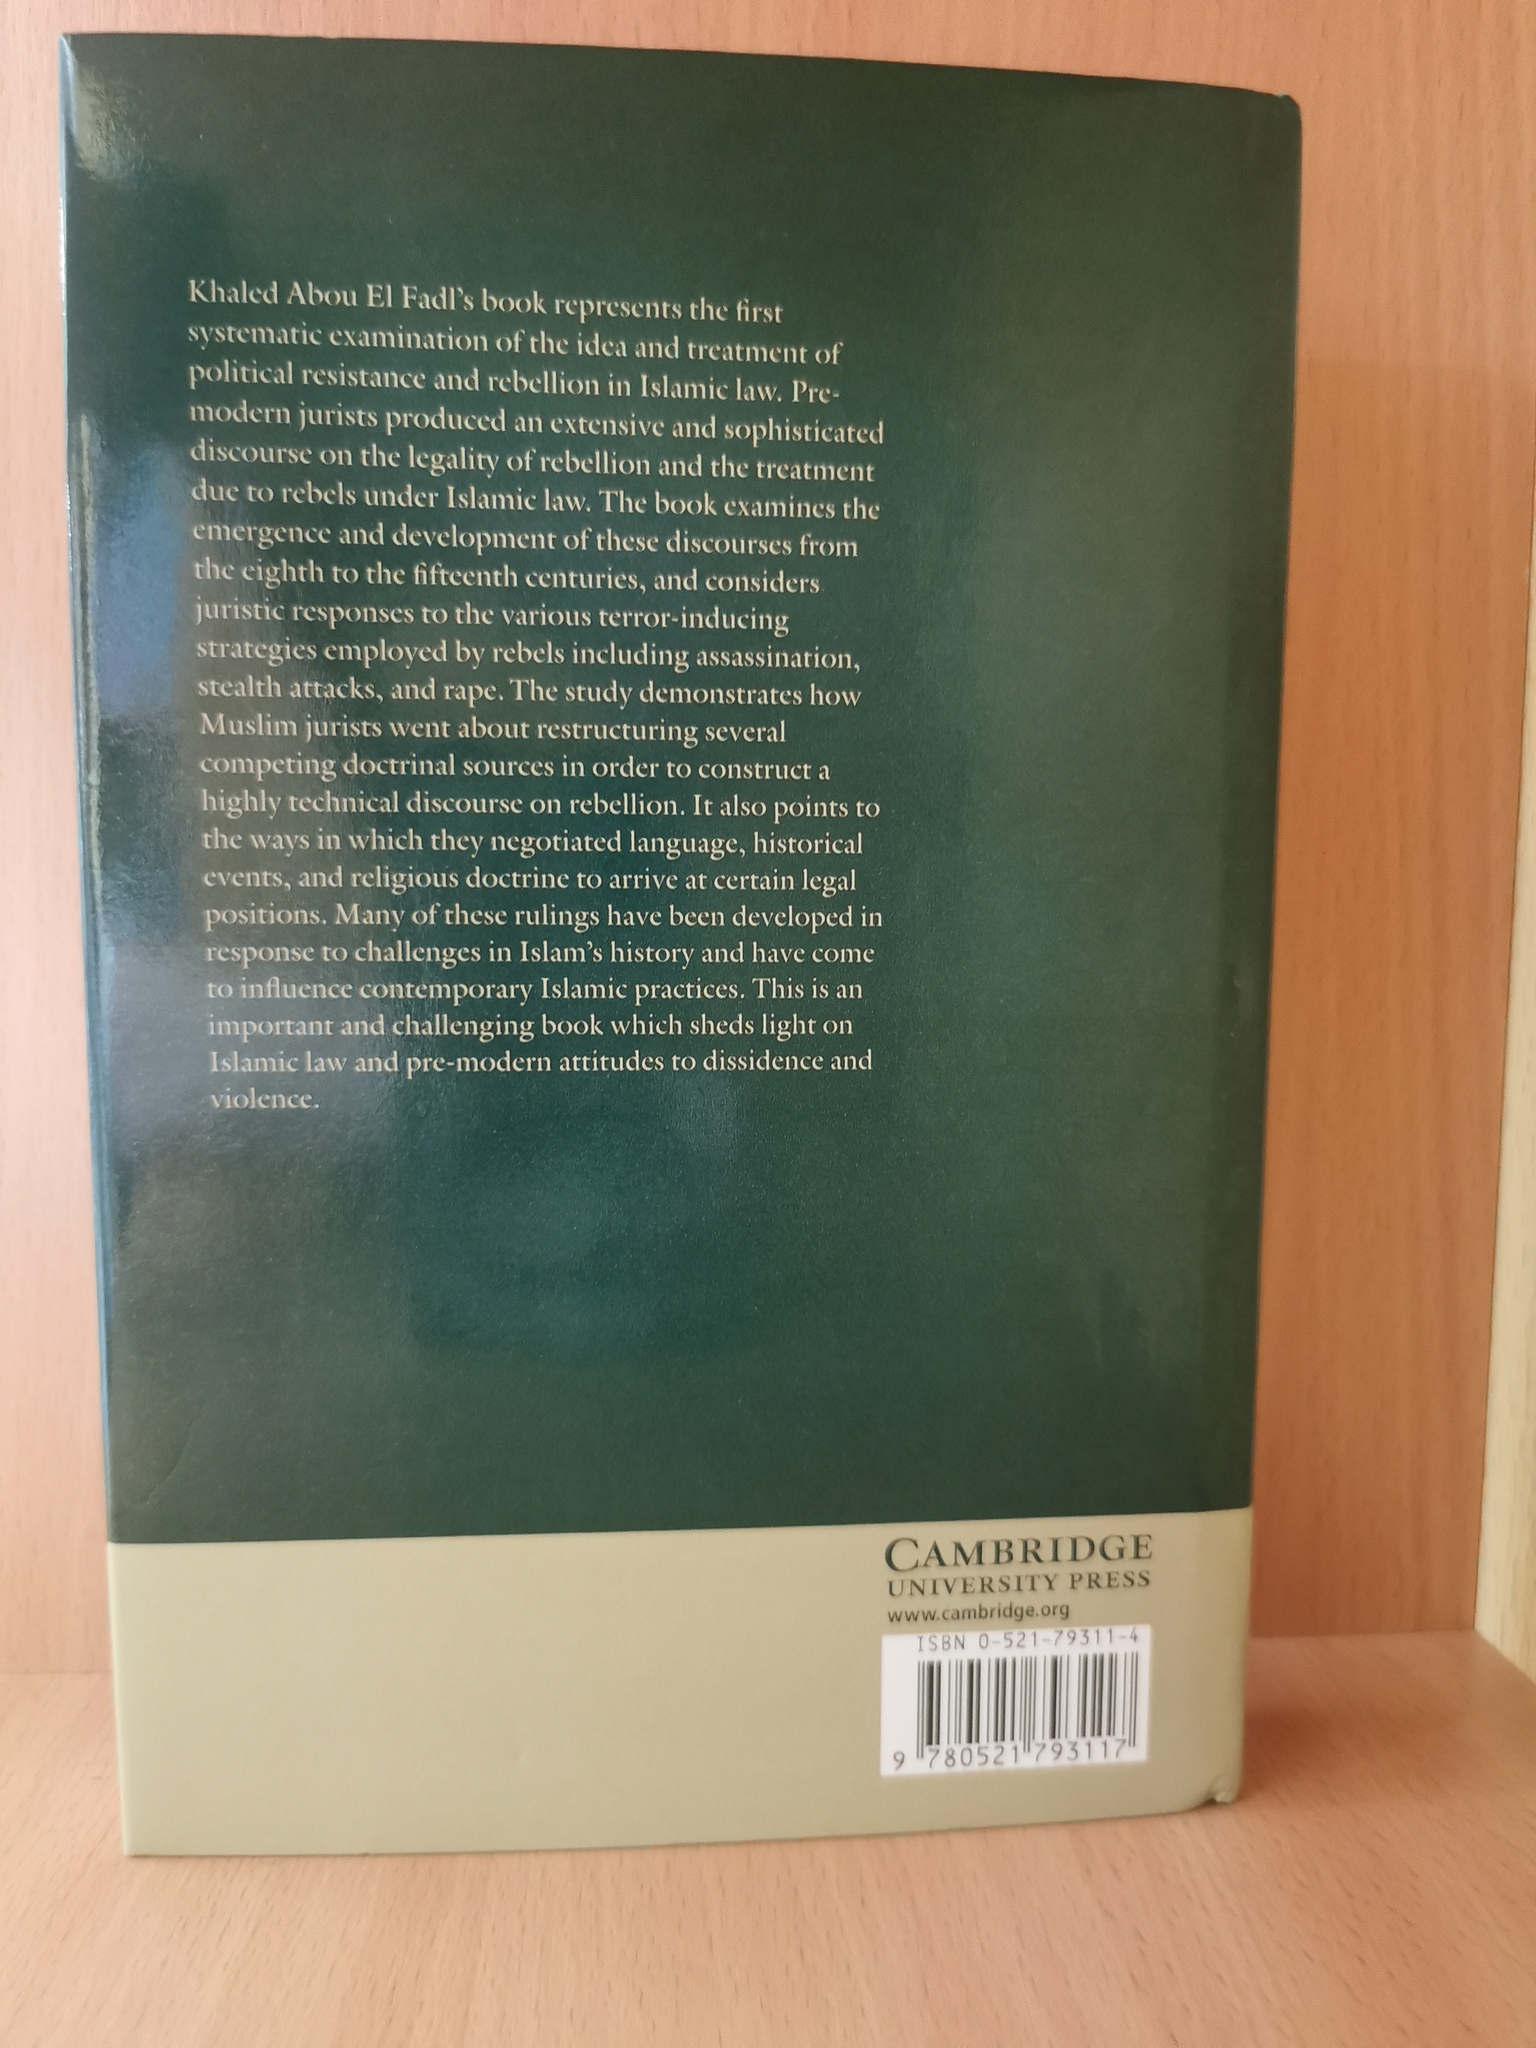 Khaled Abou El Fadl's book represents the first
systematic examination of the idea and treatment of
political resistance and rebellion in Islamic law. Pre-
modern jurists produced an extensive and sophisticated
discourse on the legality of rebellion and the treatment
due to rebels under Islamic law. The book examines the
emergence and development of these discourses from
the eighth to the fifteenth centuries, and considers
juristic responses to the various terror-inducing
strategies employed by rebels including assassination,
stealth attacks, and rape. The study demonstrates how
Muslim jurists went about restructuring several
competing doctrinal sources in order to construct a
highly technical discourse on rebellion. It also points to
the ways in which they negotiated language, historical
events, and religious doctrine to arrive at certain legal
positions. Many of these rulings have been developed in
response to challenges in Islam's history and have come
to influence contemporary Islamic practices. This is an
important and challenging book which sheds light on
Islamic law and pre-modern attitudes to dissidence and
violence.
CAMBRIDGE
UNIVERSITY PRESS
www.cambridge.org
ISBN 0-521-79311-4
9 780521 793117